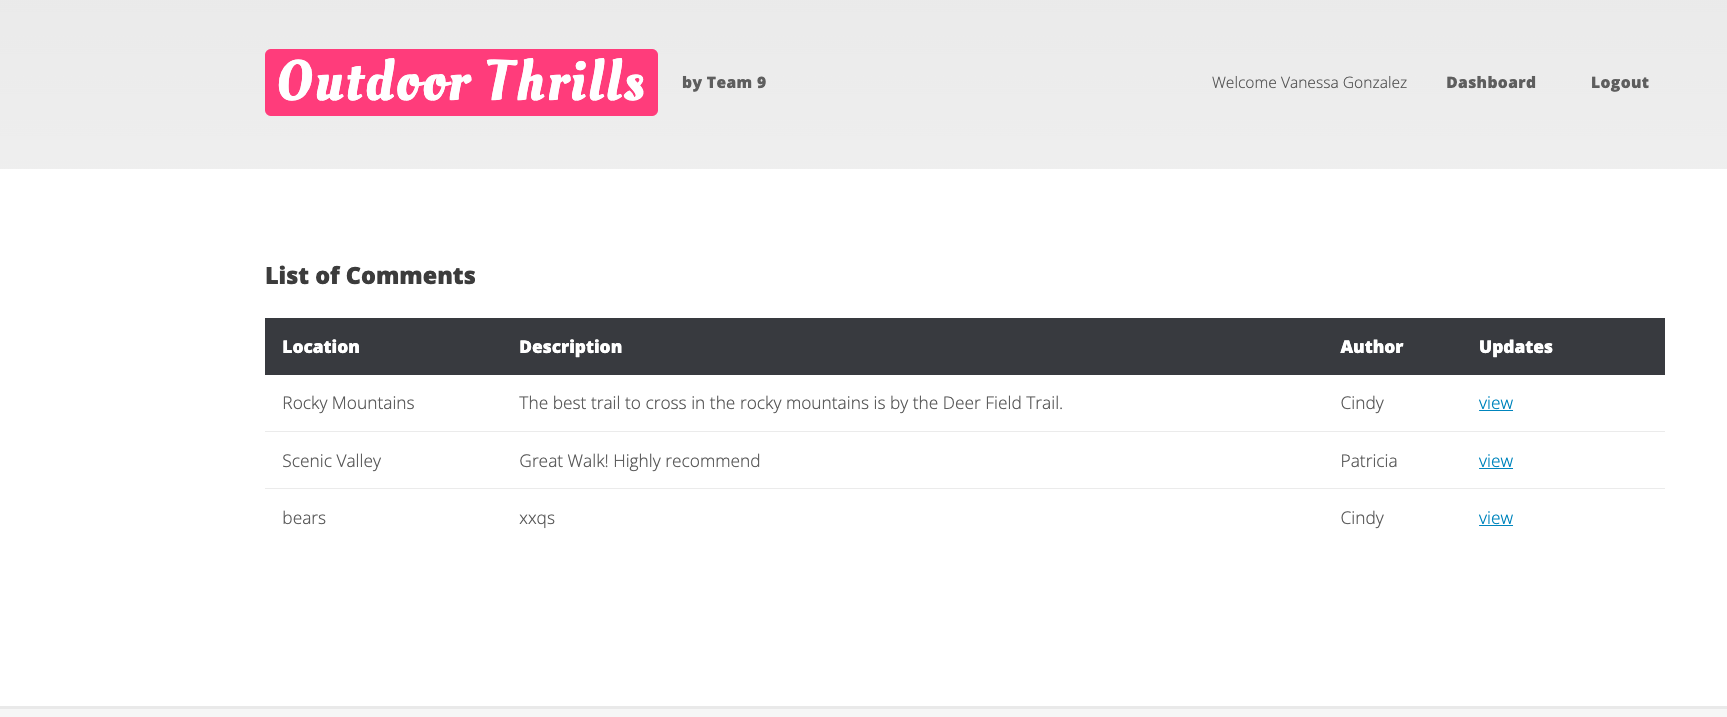 Outdoor Thrills by Team 9 Welcome Vanessa Gonzalez Dashboard Logout
List of Comments
Location Description Author Updates
Rocky Mountains The best trail to cross in the rocky mountains is by the Deer Field Trail. Cindy view
Scenic Valley Great Walk! Highly recommend Patricia view
bears xxqs Cindy view